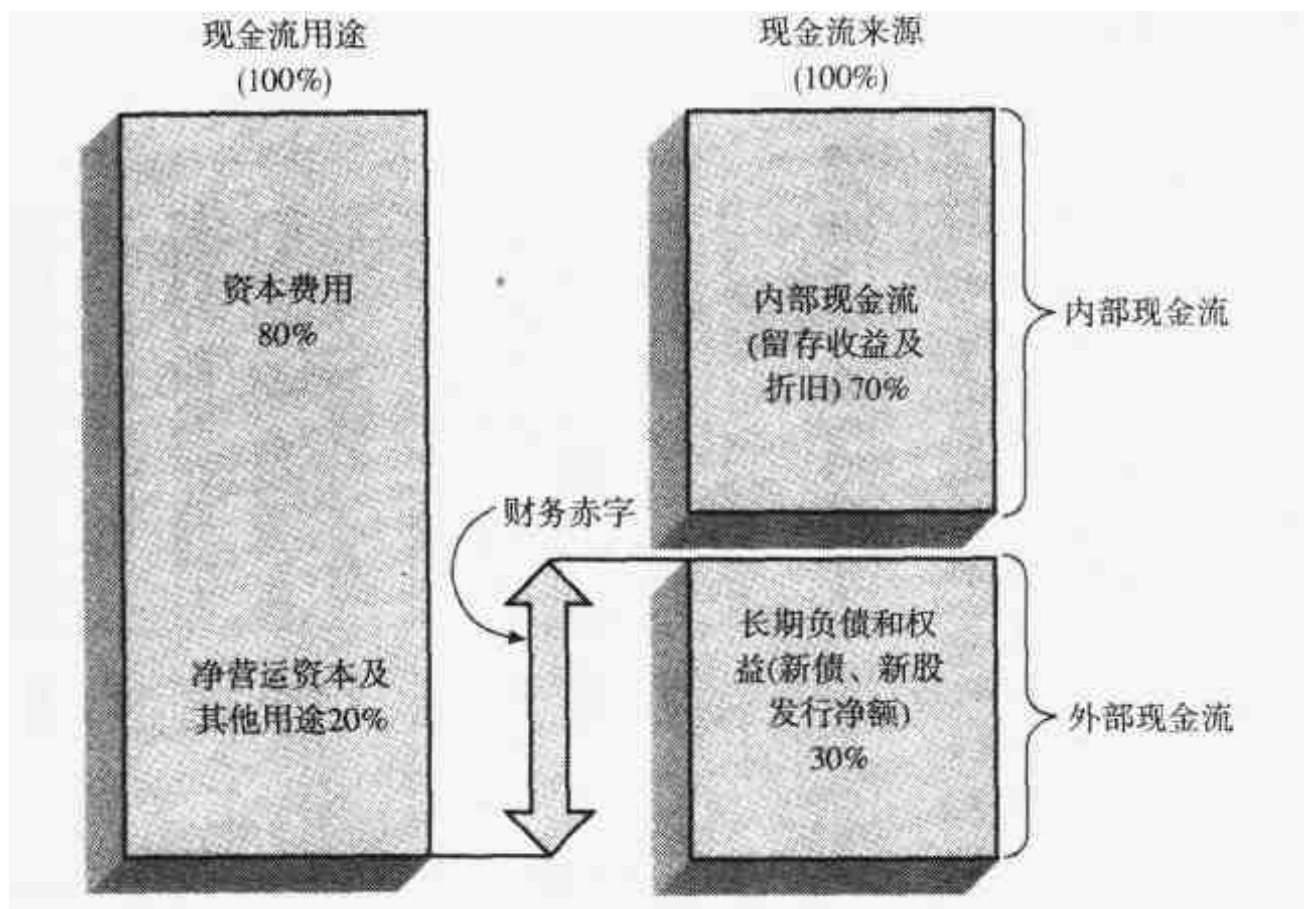 现金流用途
(100%)
现金流来源
(100%)
资本费用
80%
净营运资本及
其他用途20%
财务赤字
内部现金流
(留存收益及
折旧) 70%
内部现金流
长期负债和权
益(新债、新股
发行净额)
30%
外部现金流